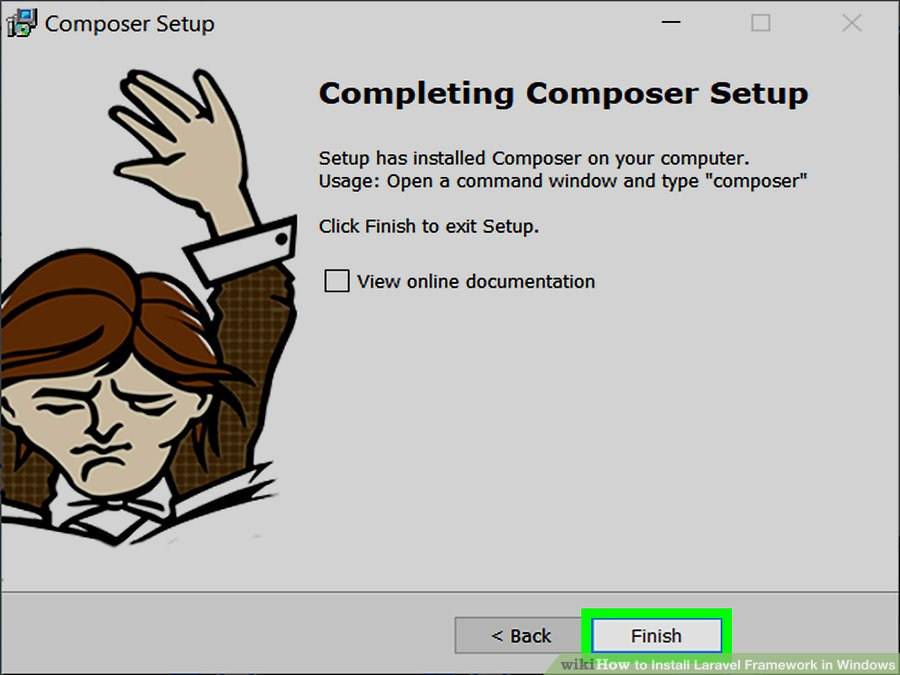 Composer Setup
Completing Composer Setup
Setup has installed Composer on your computer.
Usage: Open a command window and type "composer"
Click Finish to exit Setup.
View online documentation
< Back
Finish
wikiHow to Install Laravel Framework in Windows